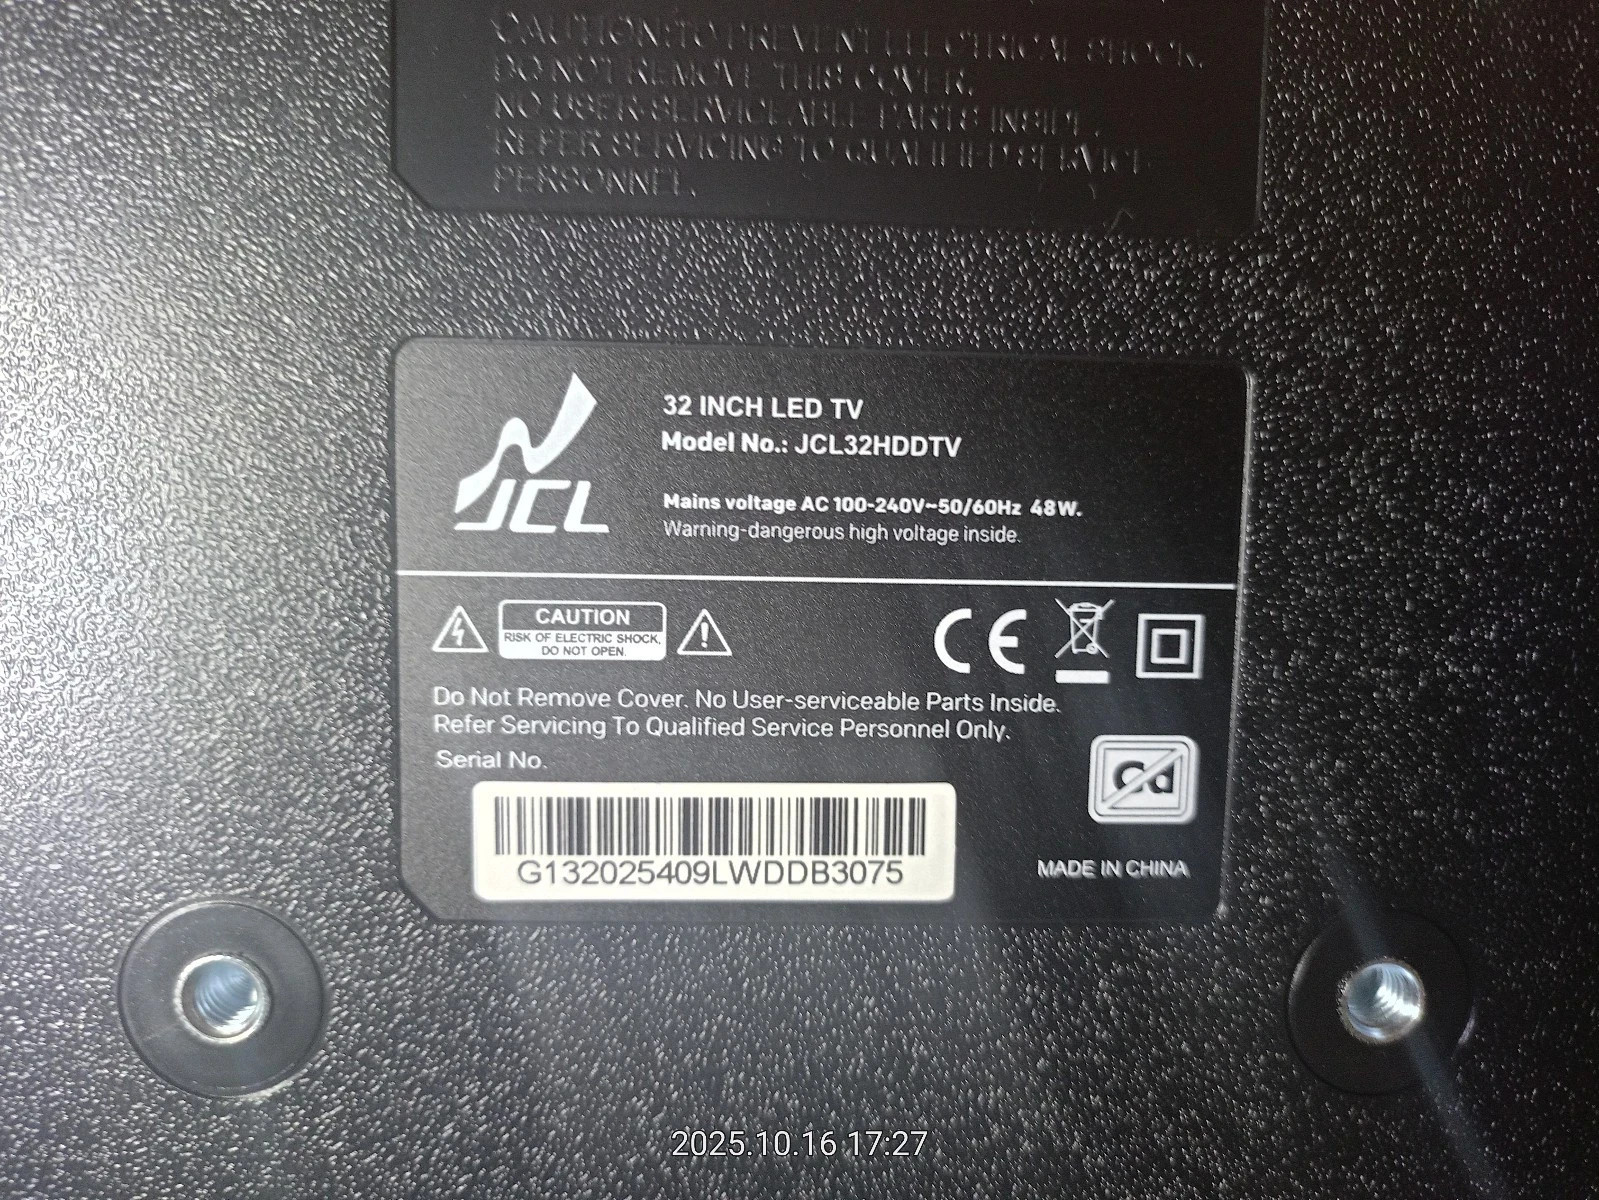 CAUTION:TO PREVENT ELECTRICAL SHOCK,
DO NOT REMOVE THIS COVER.
NO USER-SERVICEABLE PARTS INSIDE.
REFER SERVICING TO QUALIFIED SERVICE
PERSONNEL.
32 INCH LED TV
Model No.: JCL32HDDTV
JCL
Mains voltage AC 100-240V~50/60Hz 48W.
Warning-dangerous high voltage inside.
CAUTION
RISK OF ELECTRIC SHOCK,
DO NOT OPEN.
CE
Do Not Remove Cover. No User-serviceable Parts Inside.
Refer Servicing To Qualified Service Personnel Only.
Serial No.
Cd
G132025409LWDDB3075
MADE IN CHINA
2025.10.16 17:27